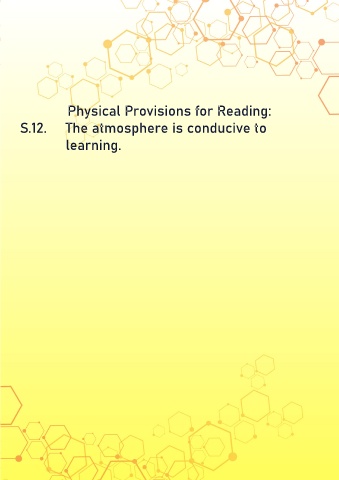 Physical Provisions for Reading:
S.12. The atmosphere is conducive to
learning.